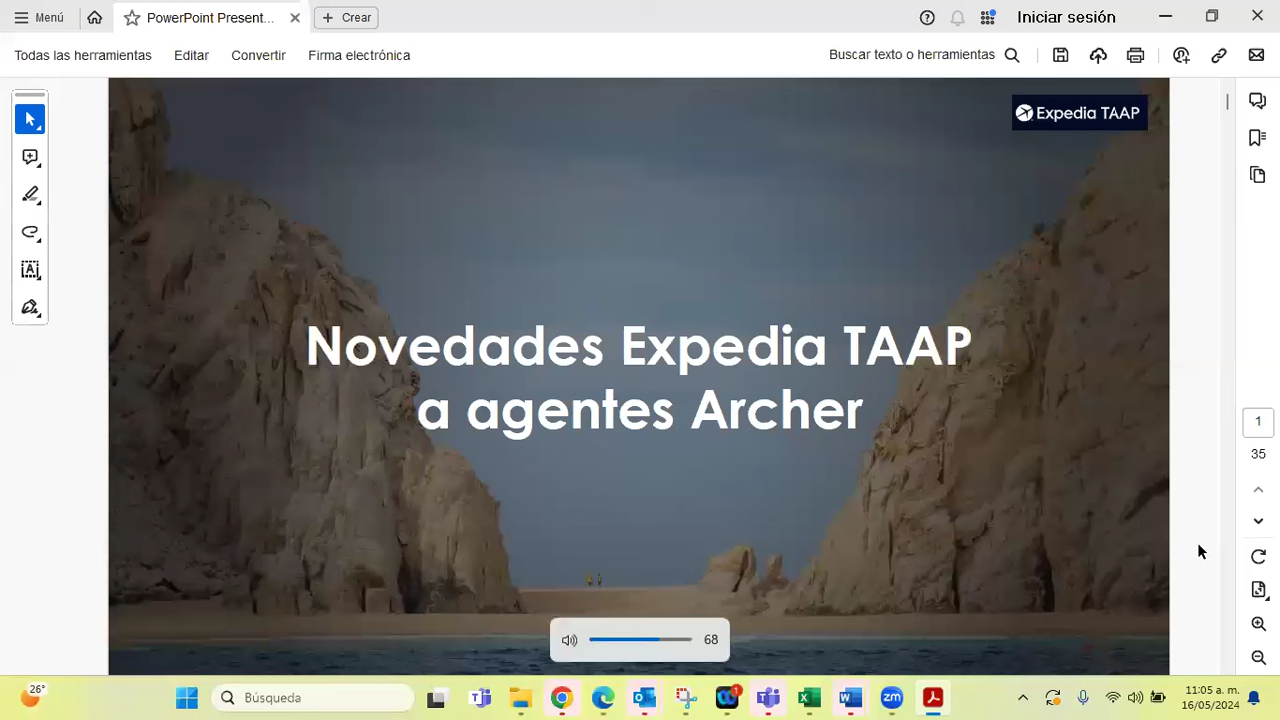 Menú
PowerPoint Present...
Crear
Iniciar sesión
Todas las herramientas
Editar
Convertir
Firma electrónica
Buscar texto o herramientas
Expedia TAAP
Novedades Expedia TAAP
a agentes Archer
1
35
68
26°
Búsqueda
1
11:05 a. m.
16/05/2024